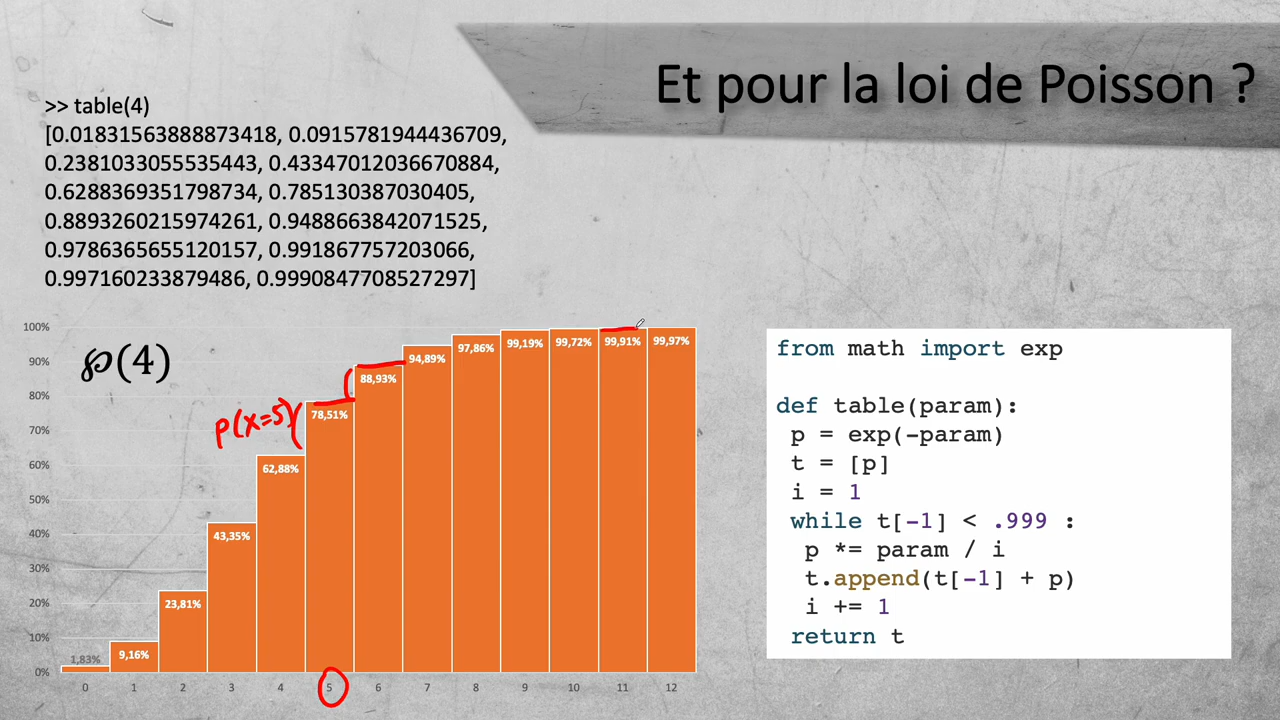 Et pour la loi de Poisson ?
>> table(4)
[0.01831563888873418, 0.0915781944436709,
0.2381033055535443, 0.43347012036670884,
0.6288369351798734, 0.785130387030405,
0.8893260215974261, 0.9488663842071525,
0.9786365655120157, 0.991867757203066,
0.997160233879486, 0.9990847708527297]
100%
90%
80%
70%
60%
50%
40%
30%
20%
10%
0%
℘(4)
p(x=5)
1,83%
9,16%
23,81%
43,35%
62,88%
78,51%
88,93%
94,89%
97,86%
99,19%
99,72%
99,91%
99,97%
0 1 2 3 4 5 6 7 8 9 10 11 12
from math import exp
def table(param):
p = exp(-param)
t = [p]
i = 1
while t[-1] < .999 :
p *= param / i
t.append(t[-1] + p)
i += 1
return t